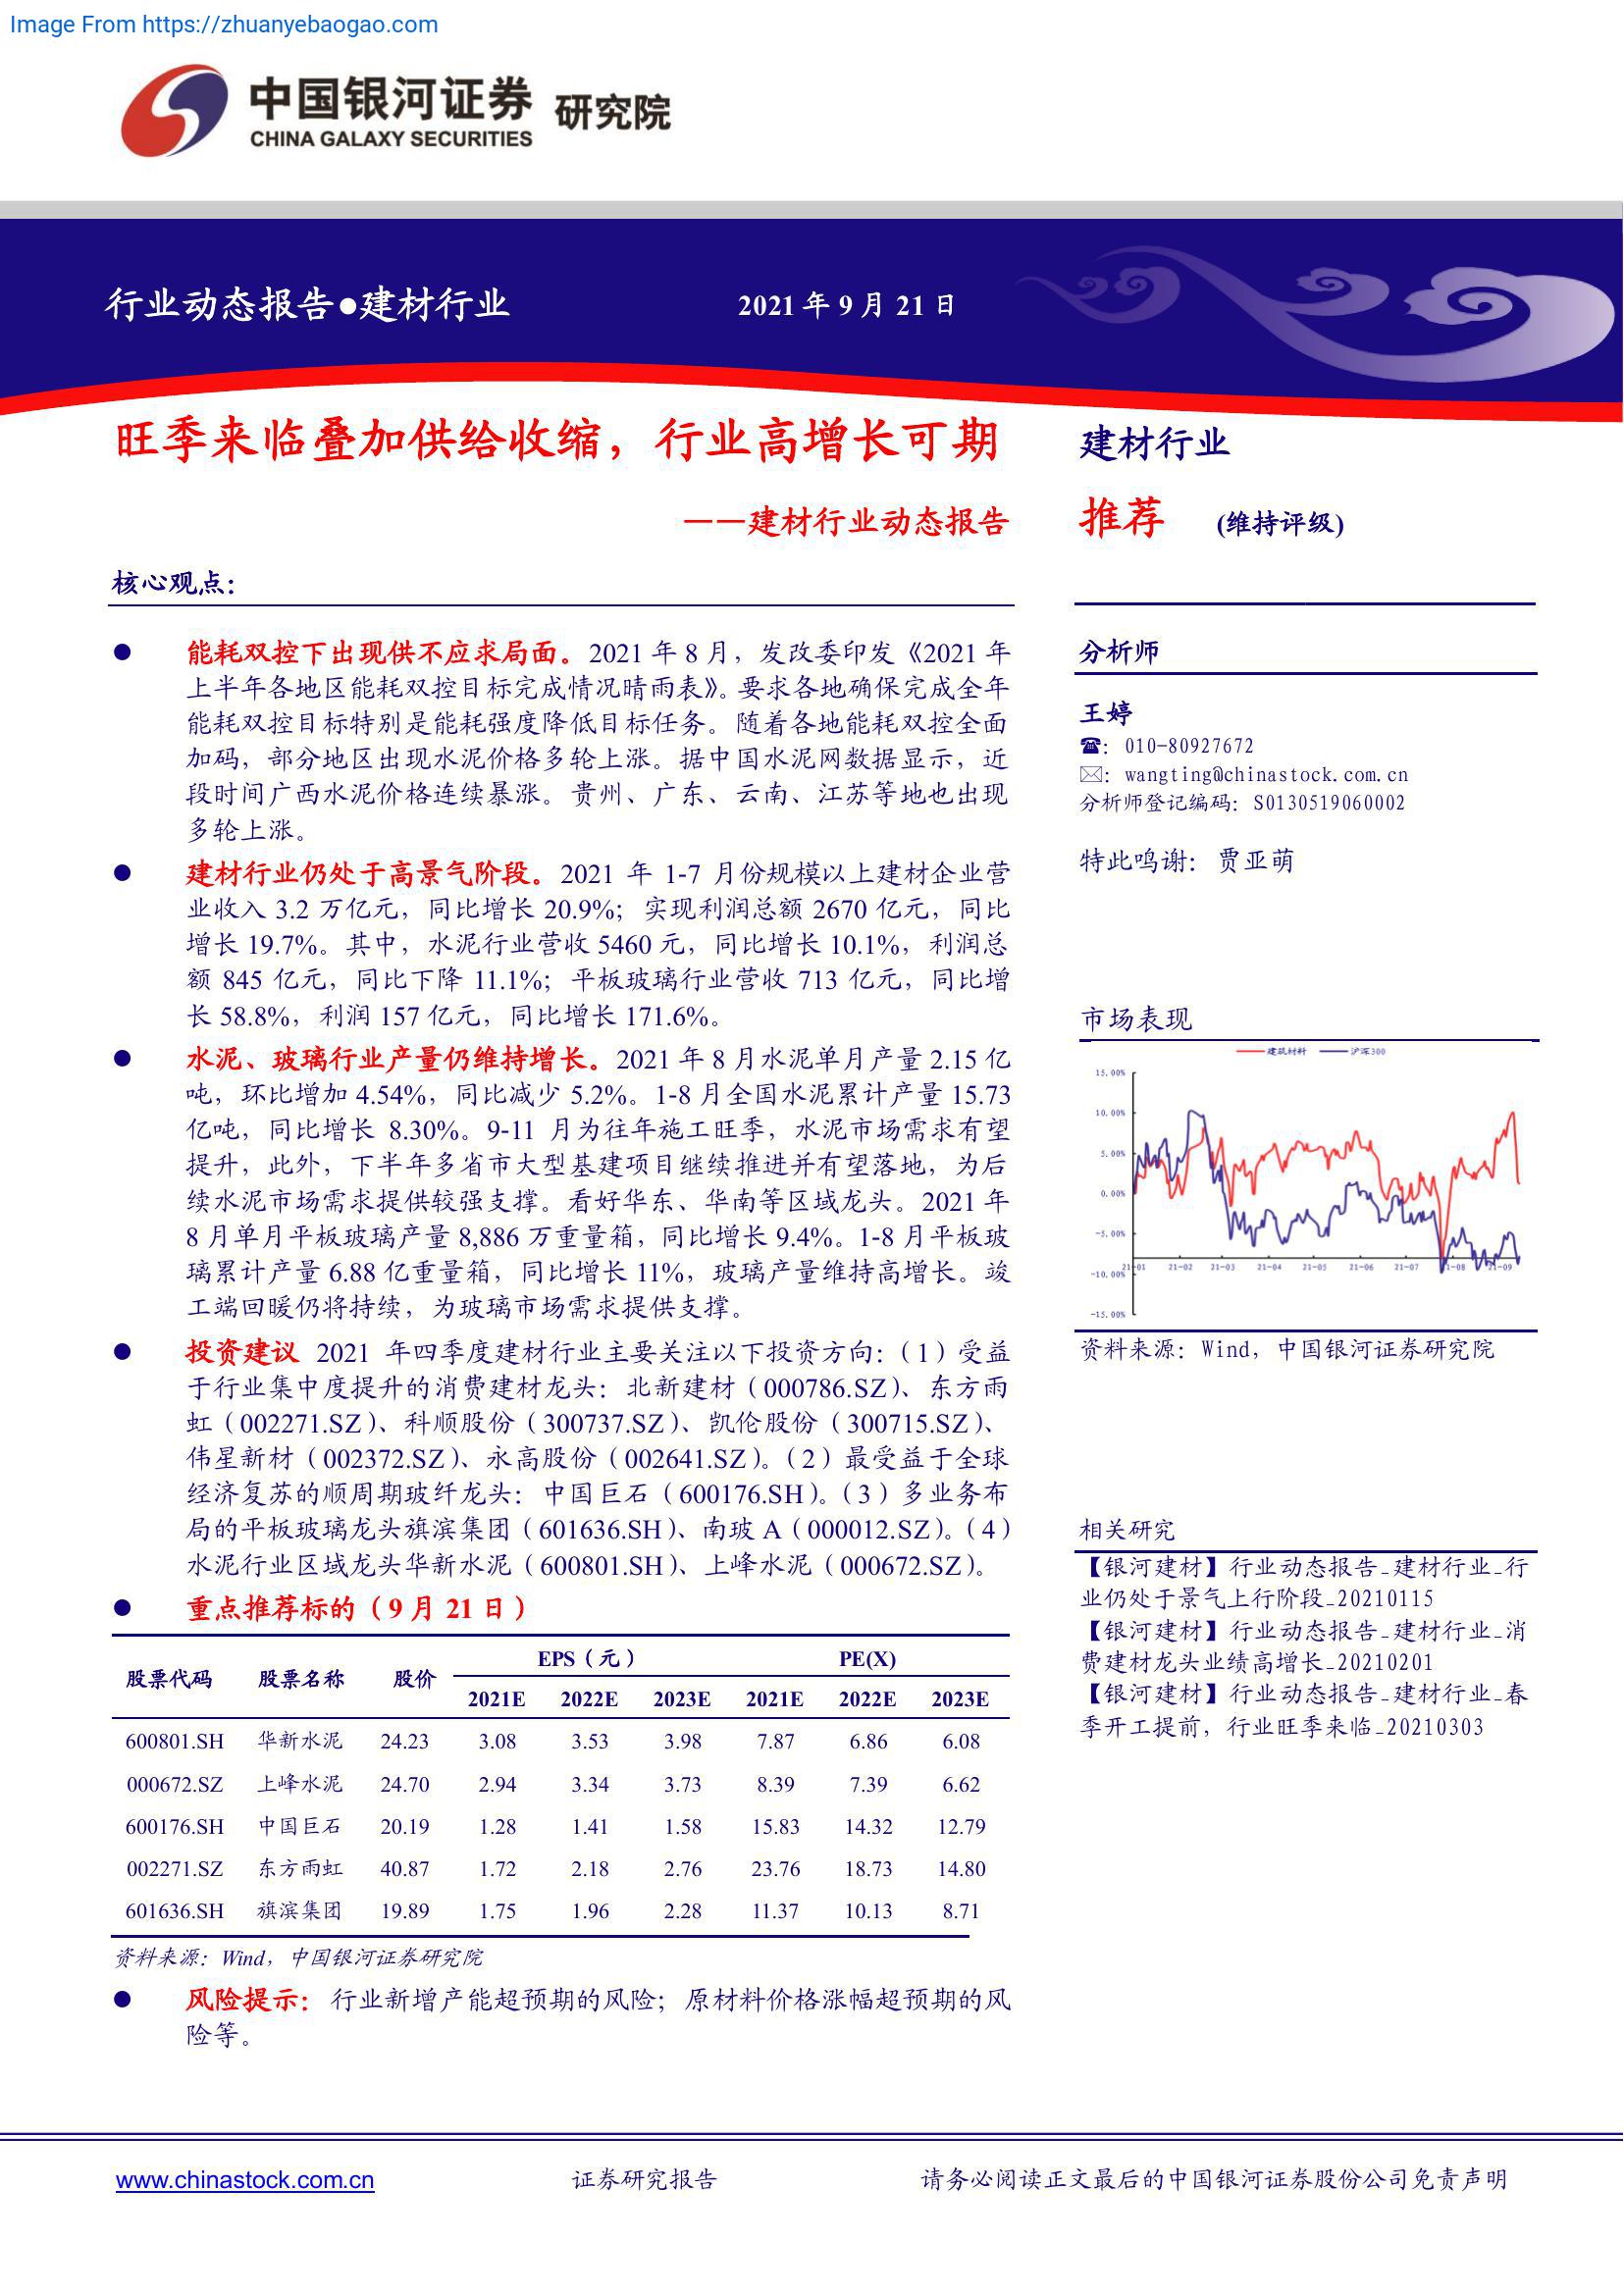 Image From https://zhuanyebaogao.com
中国银河证券 研究院
CHINA GALAXY SECURITIES
行业动态报告●建材行业
2021 年 9 月 21 日
旺季来临叠加供给收缩，行业高增长可期
——建材行业动态报告
核心观点：
● 能耗双控下出现供不应求局面。2021 年 8 月，发改委印发《2021 年
上半年各地区能耗双控目标完成情况晴雨表》。要求各地确保完成全年
能耗双控目标特别是能耗强度降低目标任务。随着各地能耗双控全面
加码，部分地区出现水泥价格多轮上涨。据中国水泥网数据显示，近
段时间广西水泥价格连续暴涨。贵州、广东、云南、江苏等地也出现
多轮上涨。
● 建材行业仍处于高景气阶段。2021 年 1-7 月份规模以上建材企业营
业收入 3.2 万亿元，同比增长 20.9%；实现利润总额 2670 亿元，同比
增长 19.7%。其中，水泥行业营收 5460 元，同比增长 10.1%，利润总
额 845 亿元，同比下降 11.1%；平板玻璃行业营收 713 亿元，同比增
长 58.8%，利润 157 亿元，同比增长 171.6%。
● 水泥、玻璃行业产量仍维持增长。2021 年 8 月水泥单月产量 2.15 亿
吨，环比增加 4.54%，同比减少 5.2%。1-8 月全国水泥累计产量 15.73
亿吨，同比增长 8.30%。9-11 月为往年施工旺季，水泥市场需求有望
提升，此外，下半年多省市大型基建项目继续推进并有望落地，为后
续水泥市场需求提供较强支撑。看好华东、华南等区域龙头。2021 年
8 月单月平板玻璃产量 8,886 万重量箱，同比增长 9.4%。1-8 月平板玻
璃累计产量 6.88 亿重量箱，同比增长 11%，玻璃产量维持高增长。竣
工端回暖仍将持续，为玻璃市场需求提供支撑。
● 投资建议 2021 年四季度建材行业主要关注以下投资方向：（1）受益
于行业集中度提升的消费建材龙头：北新建材（000786.SZ）、东方雨
虹（002271.SZ）、科顺股份（300737.SZ）、凯伦股份（300715.SZ）、
伟星新材（002372.SZ）、永高股份（002641.SZ）。（2）最受益于全球
经济复苏的顺周期玻纤龙头：中国巨石（600176.SH）。（3）多业务布
局的平板玻璃龙头旗滨集团（601636.SH）、南玻 A（000012.SZ）。（4）
水泥行业区域龙头华新水泥（600801.SH）、上峰水泥（000672.SZ）。
● 重点推荐标的（9 月 21 日）
股票代码 股票名称 股价 EPS（元） PE(X)
2021E 2022E 2023E 2021E 2022E 2023E
600801.SH 华新水泥 24.23 3.08 3.53 3.98 7.87 6.86 6.08
000672.SZ 上峰水泥 24.70 2.94 3.34 3.73 8.39 7.39 6.62
600176.SH 中国巨石 20.19 1.28 1.41 1.58 15.83 14.32 12.79
002271.SZ 东方雨虹 40.87 1.72 2.18 2.76 23.76 18.73 14.80
601636.SH 旗滨集团 19.89 1.75 1.96 2.28 11.37 10.13 8.71
资料来源：Wind，中国银河证券研究院
● 风险提示：行业新增产能超预期的风险；原材料价格涨幅超预期的风
险等。
建材行业
推荐 (维持评级)
分析师
王婷
☎：010-80927672
✉：wangting@chinastock.com.cn
分析师登记编码：S0130519060002
特此鸣谢：贾亚萌
市场表现
建筑材料 沪深300
15.00%
10.00%
5.00%
0.00%
-5.00%
-10.00%
-15.00%
21-01 21-02 21-03 21-04 21-05 21-06 21-07 21-08 21-09
资料来源：Wind，中国银河证券研究院
相关研究
【银河建材】行业动态报告_建材行业_行
业仍处于景气上行阶段_20210115
【银河建材】行业动态报告_建材行业_消
费建材龙头业绩高增长_20210201
【银河建材】行业动态报告_建材行业_春
季开工提前，行业旺季来临_20210303
www.chinastock.com.cn
证券研究报告
请务必阅读正文最后的中国银河证券股份公司免责声明